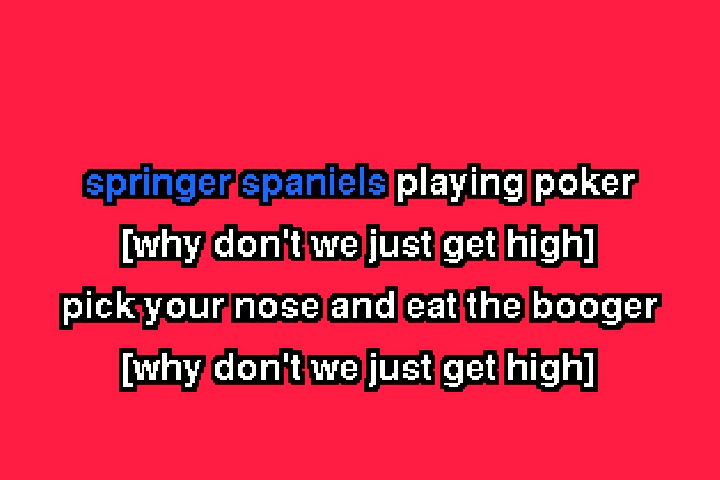 springer spaniels playing poker
[why don't we just get high]
pick your nose and eat the booger
[why don't we just get high]